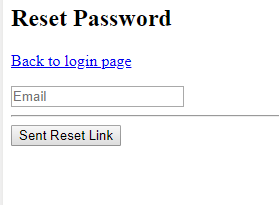 Reset Password
Back to login page
Email
Sent Reset Link